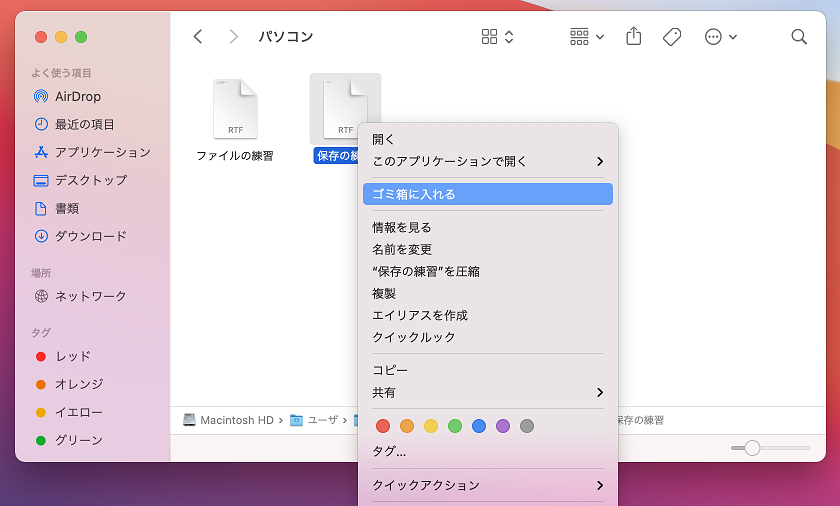 パソコン
よく使う項目
AirDrop
最近の項目
アプリケーション
デスクトップ
書類
ダウンロード
場所
ネットワーク
タグ
レッド
オレンジ
イエロー
グリーン
RTF
ファイルの練習
RTF
保存の練
開く
このアプリケーションで開く
ゴミ箱に入れる
情報を見る
名前を変更
“保存の練習”を圧縮
複製
エイリアスを作成
クイックルック
コピー
共有
タグ...
クイックアクション
Macintosh HD › ユーザ ›
保存の練習